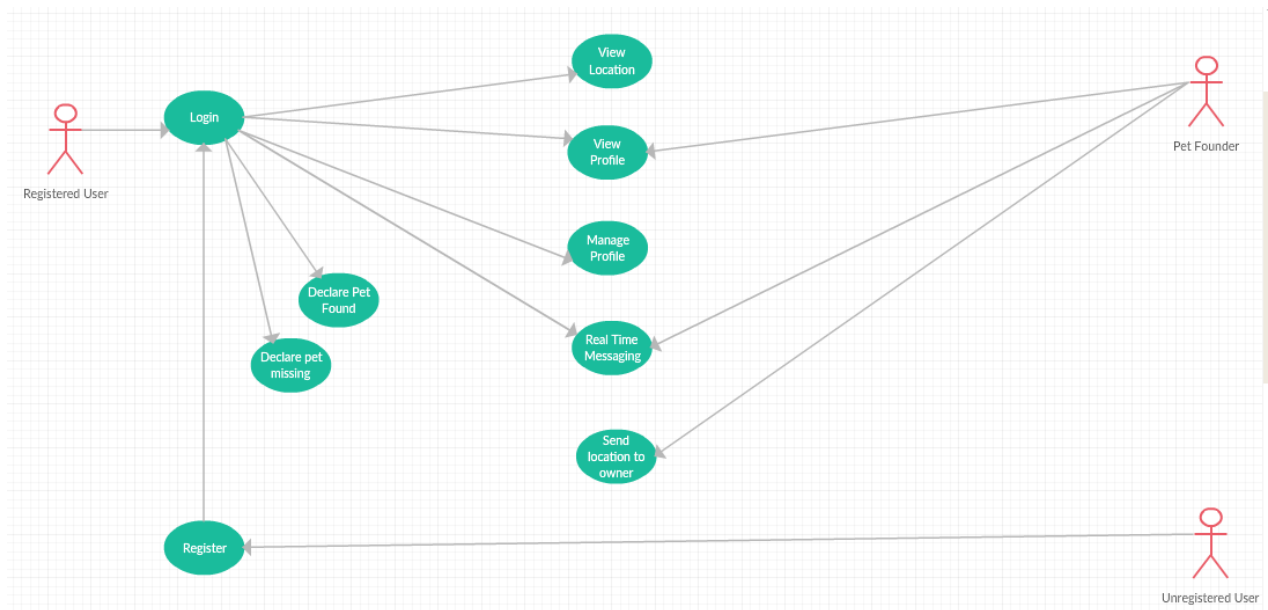 View
Location
Login
View
Profile
Pet Founder
Registered User
Manage
Profile
Declare Pet
Found
Real Time
Messaging
Declare pet
missing
Send
location to
owner
Register
Unregistered User